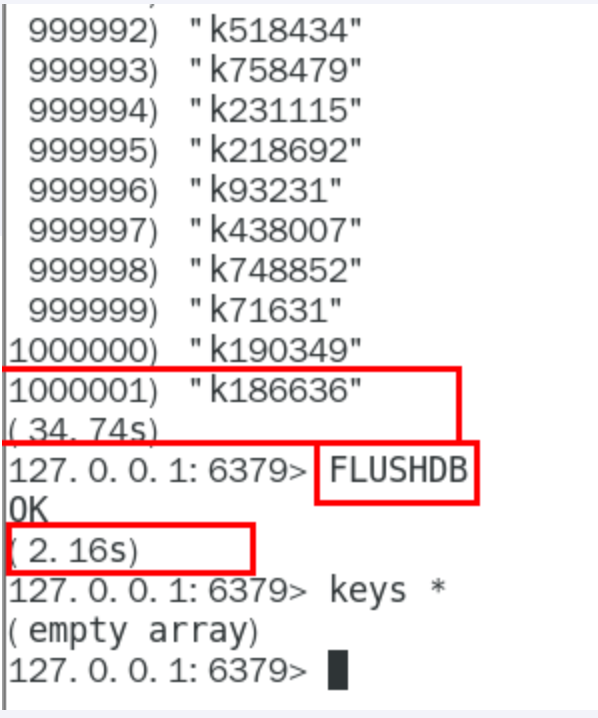 999992) "k518434"
999993) "k758479"
999994) "k231115"
999995) "k218692"
999996) "k93231"
999997) "k438007"
999998) "k748852"
999999) "k71631"
1000000) "k190349"
1000001) "k186636"
(34.74s)
127.0.0.1:6379> FLUSHDB
OK
(2.16s)
127.0.0.1:6379> keys *
(empty array)
127.0.0.1:6379>